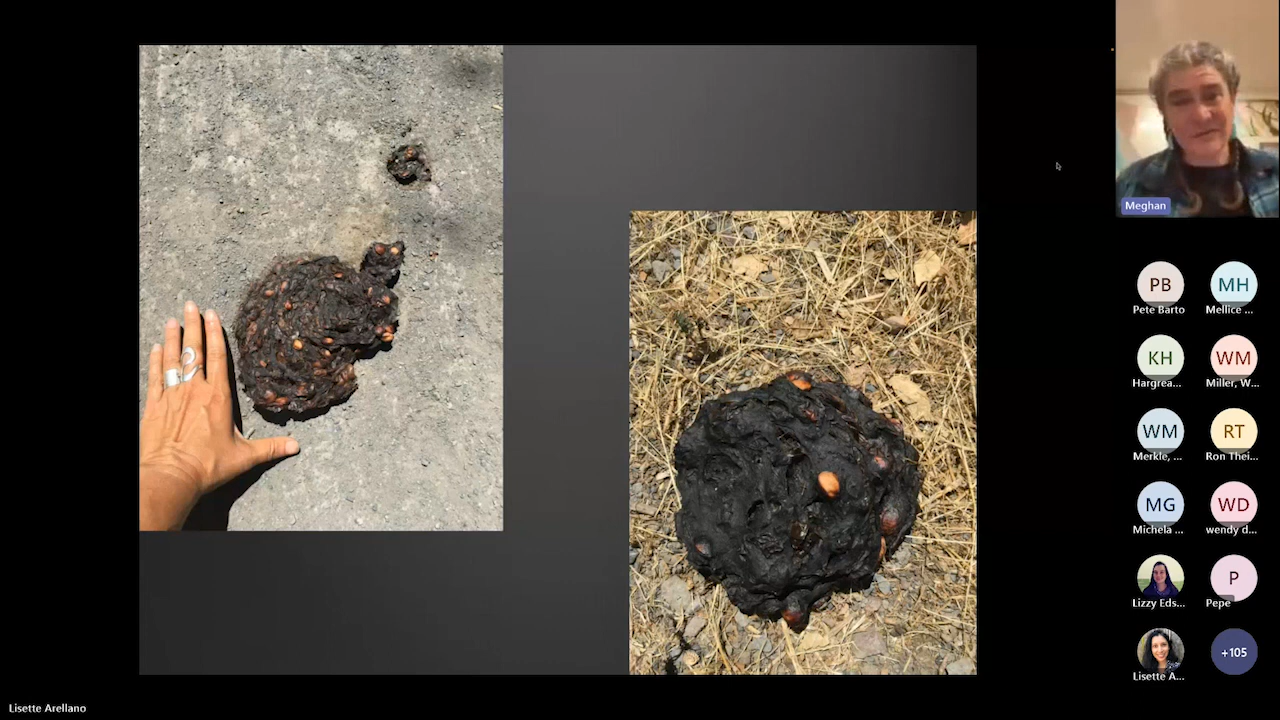 Meghan
PB
MH
Pete Barto
Mellice ...
KH
WM
Hargrea...
Miller, W...
WM
RT
Merkle, ...
Ron Thei...
MG
WD
Michela ...
wendy d...
P
Lizzy Eds...
Pepe
+105
Lisette A...
Lisette Arellano